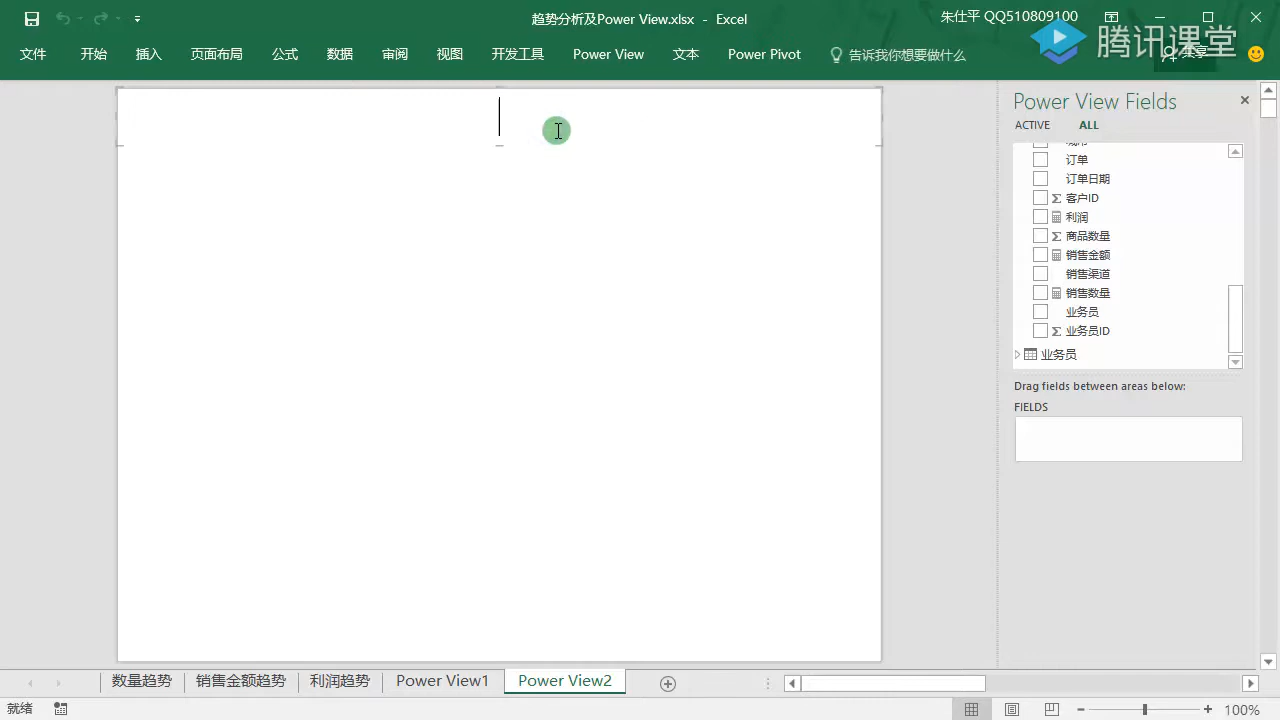 趋势分析及Power View.xlsx - Excel
朱仕平 QQ510809100
腾讯课堂
文件 开始 插入 页面布局 公式 数据 审阅 视图 开发工具 Power View 文本 Power Pivot 告诉我你想要做什么 共享
Power View Fields
ACTIVE ALL
城市
订单
订单日期
客户ID
利润
商品数量
销售金额
销售渠道
销售数量
业务员
业务员ID
业务员
Drag fields between areas below:
FIELDS
数量趋势 销售金额趋势 利润趋势 Power View1 Power View2
就绪
100%